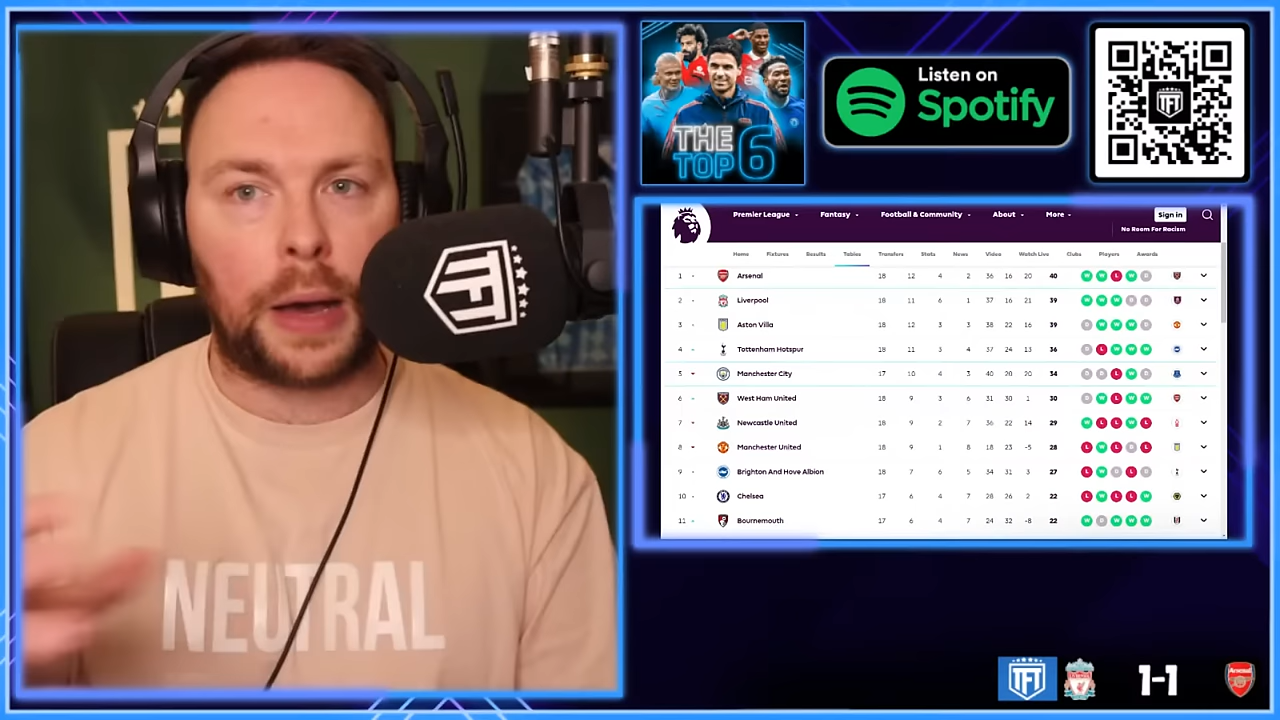 NEUTRAL
TFT
THE
TOP 6
Listen on
Spotify
TFT
Premier League Fantasy Football & Community About More Sign in
No Room For Racism
Home Fixtures Results Tables Transfers Stats News Video Watch Live Clubs Players Awards
1 Arsenal 18 12 4 2 36 16 20 40 W W L W D
2 Liverpool 18 11 6 1 37 16 21 39 W W W D D
3 Aston Villa 18 12 3 3 38 22 16 39 D W W W D
4 Tottenham Hotspur 18 11 3 4 37 24 13 36 D L W W W
5 Manchester City 17 10 4 3 40 20 20 34 D D L W D
6 West Ham United 18 9 3 6 31 30 1 30 D W L W W
7 Newcastle United 18 9 2 7 36 22 14 29 W L L W L
8 Manchester United 18 9 1 8 18 23 -5 28 L W L D L
9 Brighton And Hove Albion 18 7 6 5 34 31 3 27 L W D L D
10 Chelsea 17 6 4 7 28 26 2 22 L W L L W
11 Bournemouth 17 6 4 7 24 32 -8 22 W D W W W
TFT 1-1 Arsenal